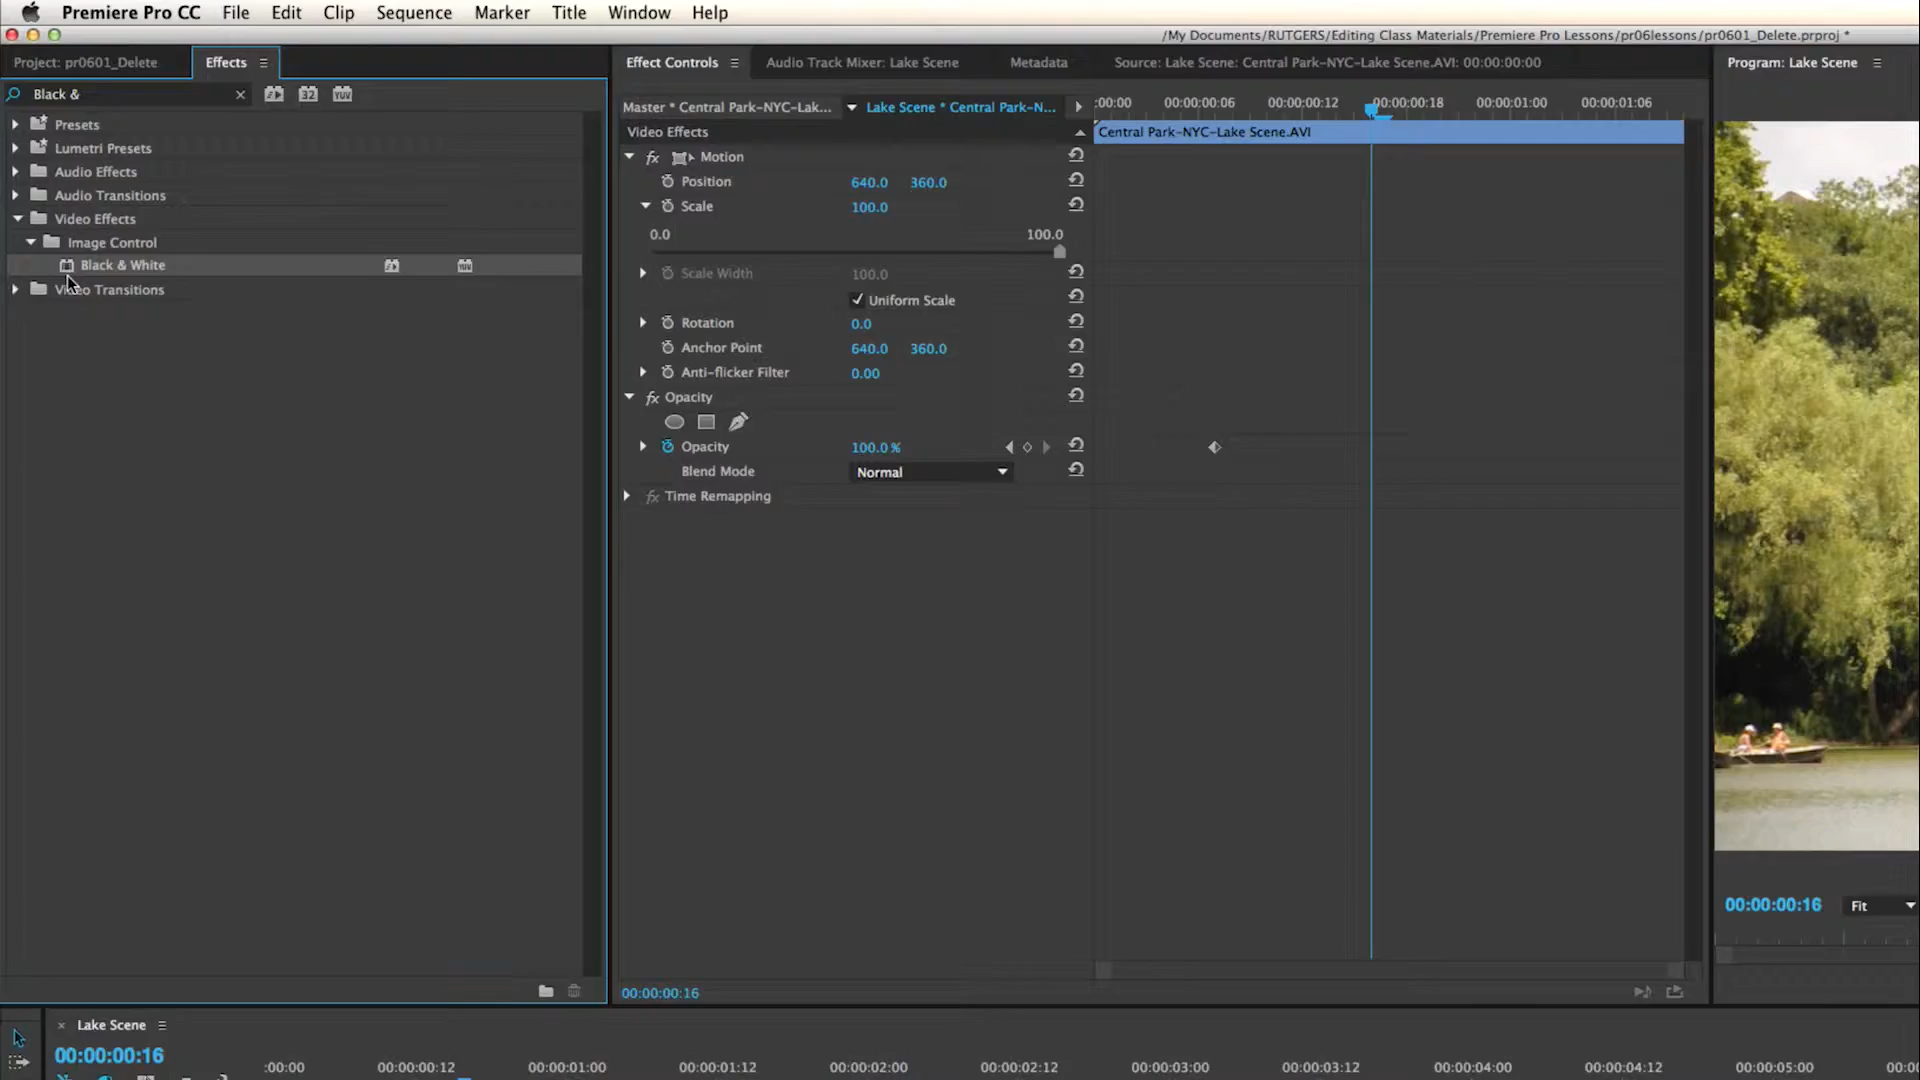 Premiere Pro CC File Edit Clip Sequence Marker Title Window Help
/My Documents/RUTGERS/Editing Class Materials/Premiere Pro Lessons/pr06lessons/pr0601_Delete.prproj *
Project: pr0601_Delete Effects Effect Controls Audio Track Mixer: Lake Scene Metadata Source: Lake Scene: Central Park-NYC-Lake Scene.AVI: 00:00:00:00 Program: Lake Scene
Black & 32 YUV
Master * Central Park-NYC-Lak... Lake Scene * Central Park-N... :00:00 00:00:00:06 00:00:00:12 00:00:00:18 00:00:01:00 00:00:01:06
Presets
Video Effects Central Park-NYC-Lake Scene.AVI
Lumetri Presets
fx Motion
Audio Effects
Position 640.0 360.0
Audio Transitions
Scale 100.0
Video Effects
0.0 100.0
Image Control
Black & White
Scale Width 100.0
Video Transitions
Uniform Scale
Rotation 0.0
Anchor Point 640.0 360.0
Anti-flicker Filter 0.00
fx Opacity
Opacity 100.0 %
Blend Mode Normal
fx Time Remapping
00:00:00:16 Fit
00:00:00:16
Lake Scene
00:00:00:16
:00:00 00:00:00:12 00:00:01:00 00:00:01:12 00:00:02:00 00:00:02:12 00:00:03:00 00:00:03:12 00:00:04:00 00:00:04:12 00:00:05:00